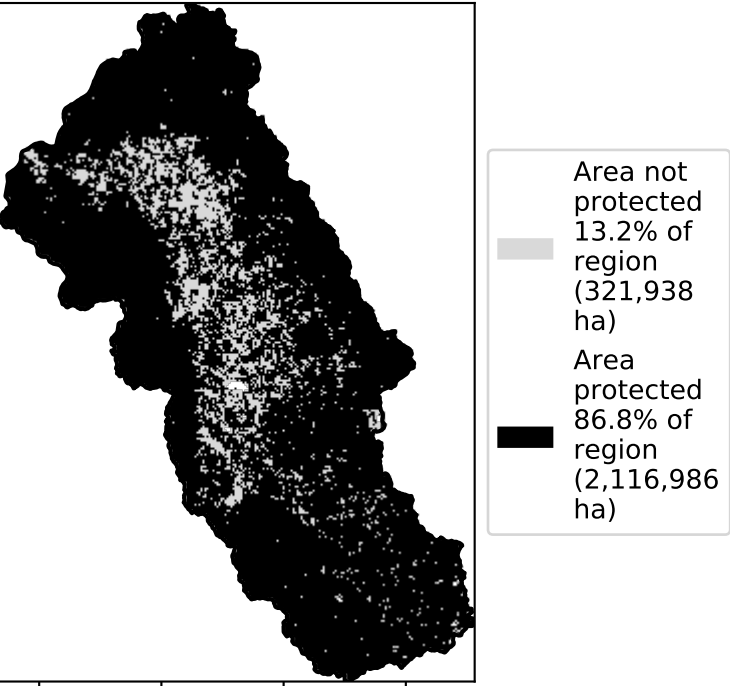 Area not
protected
13.2% of
region
(321,938
ha)
Area
protected
86.8% of
region
(2,116,986
ha)